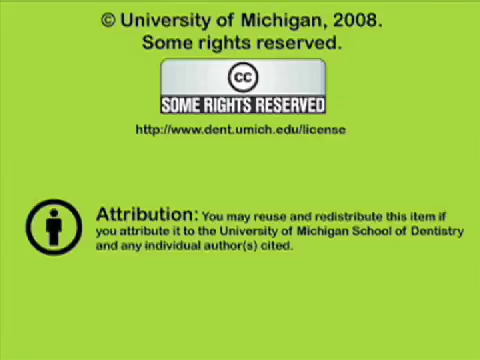 © University of Michigan, 2008.
Some rights reserved.
cc
SOME RIGHTS RESERVED
http://www.dent.umich.edu/license
Attribution: You may reuse and redistribute this item if
you attribute it to the University of Michigan School of Dentistry
and any individual author(s) cited.